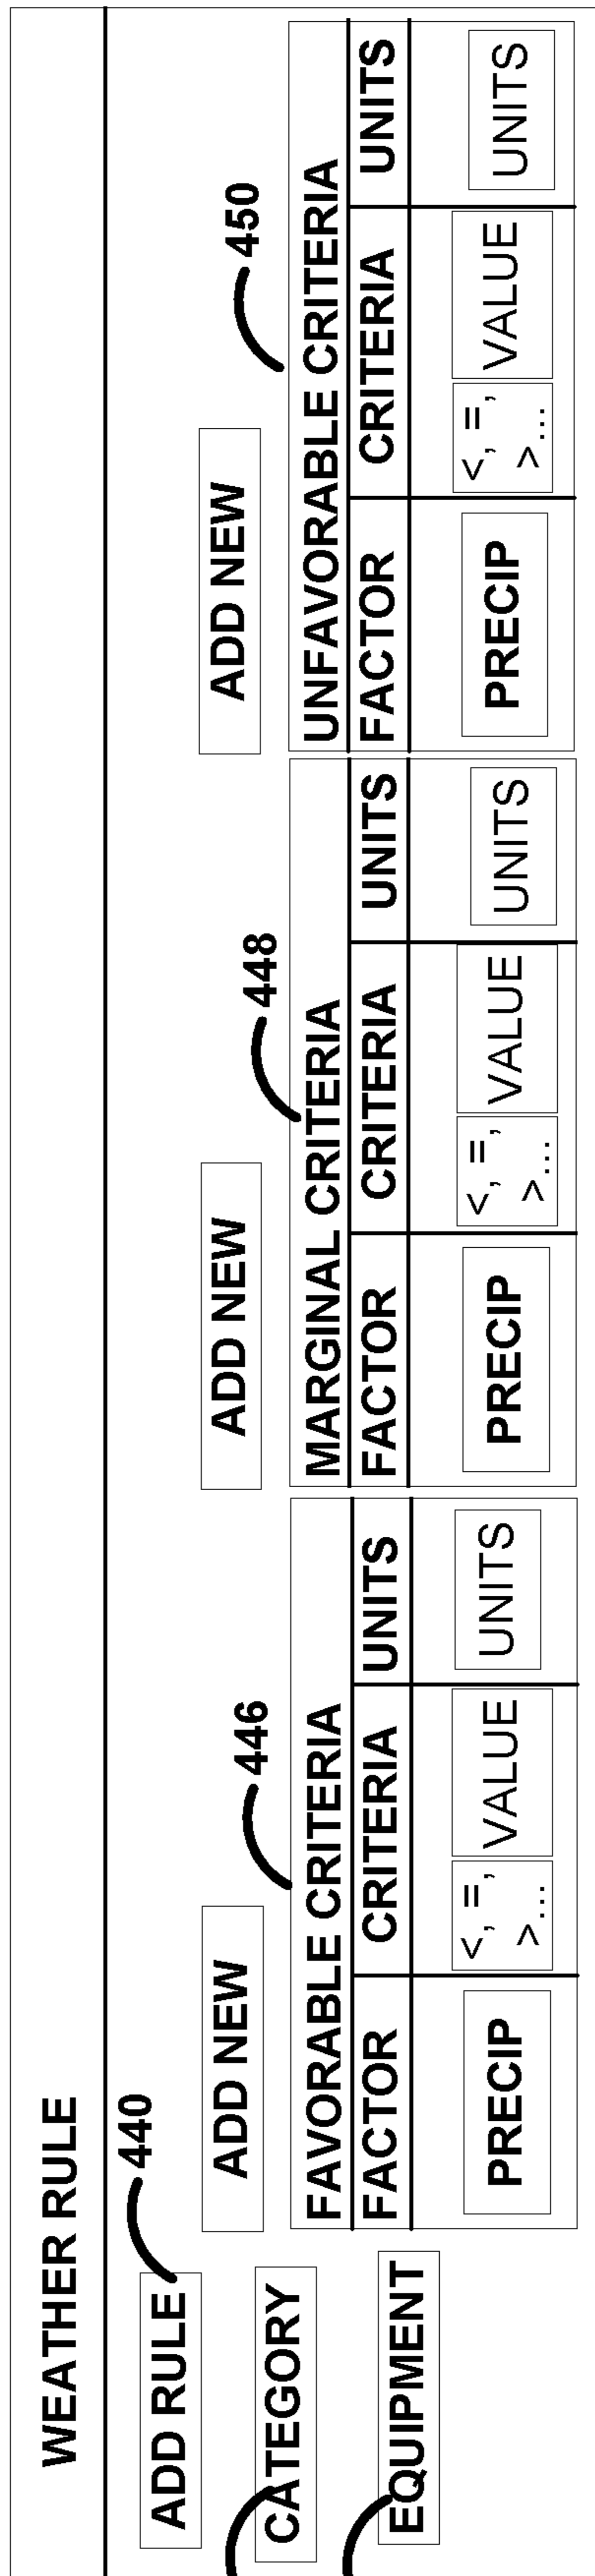 WEATHER RULE
ADD RULE
440
CATEGORY
EQUIPMENT
ADD NEW
446
FAVORABLE CRITERIA
FACTOR CRITERIA UNITS
PRECIP <, =, >... VALUE UNITS
ADD NEW
448
MARGINAL CRITERIA
FACTOR CRITERIA UNITS
PRECIP <, =, >... VALUE UNITS
ADD NEW
450
UNFAVORABLE CRITERIA
FACTOR CRITERIA UNITS
PRECIP <, =, >... VALUE UNITS